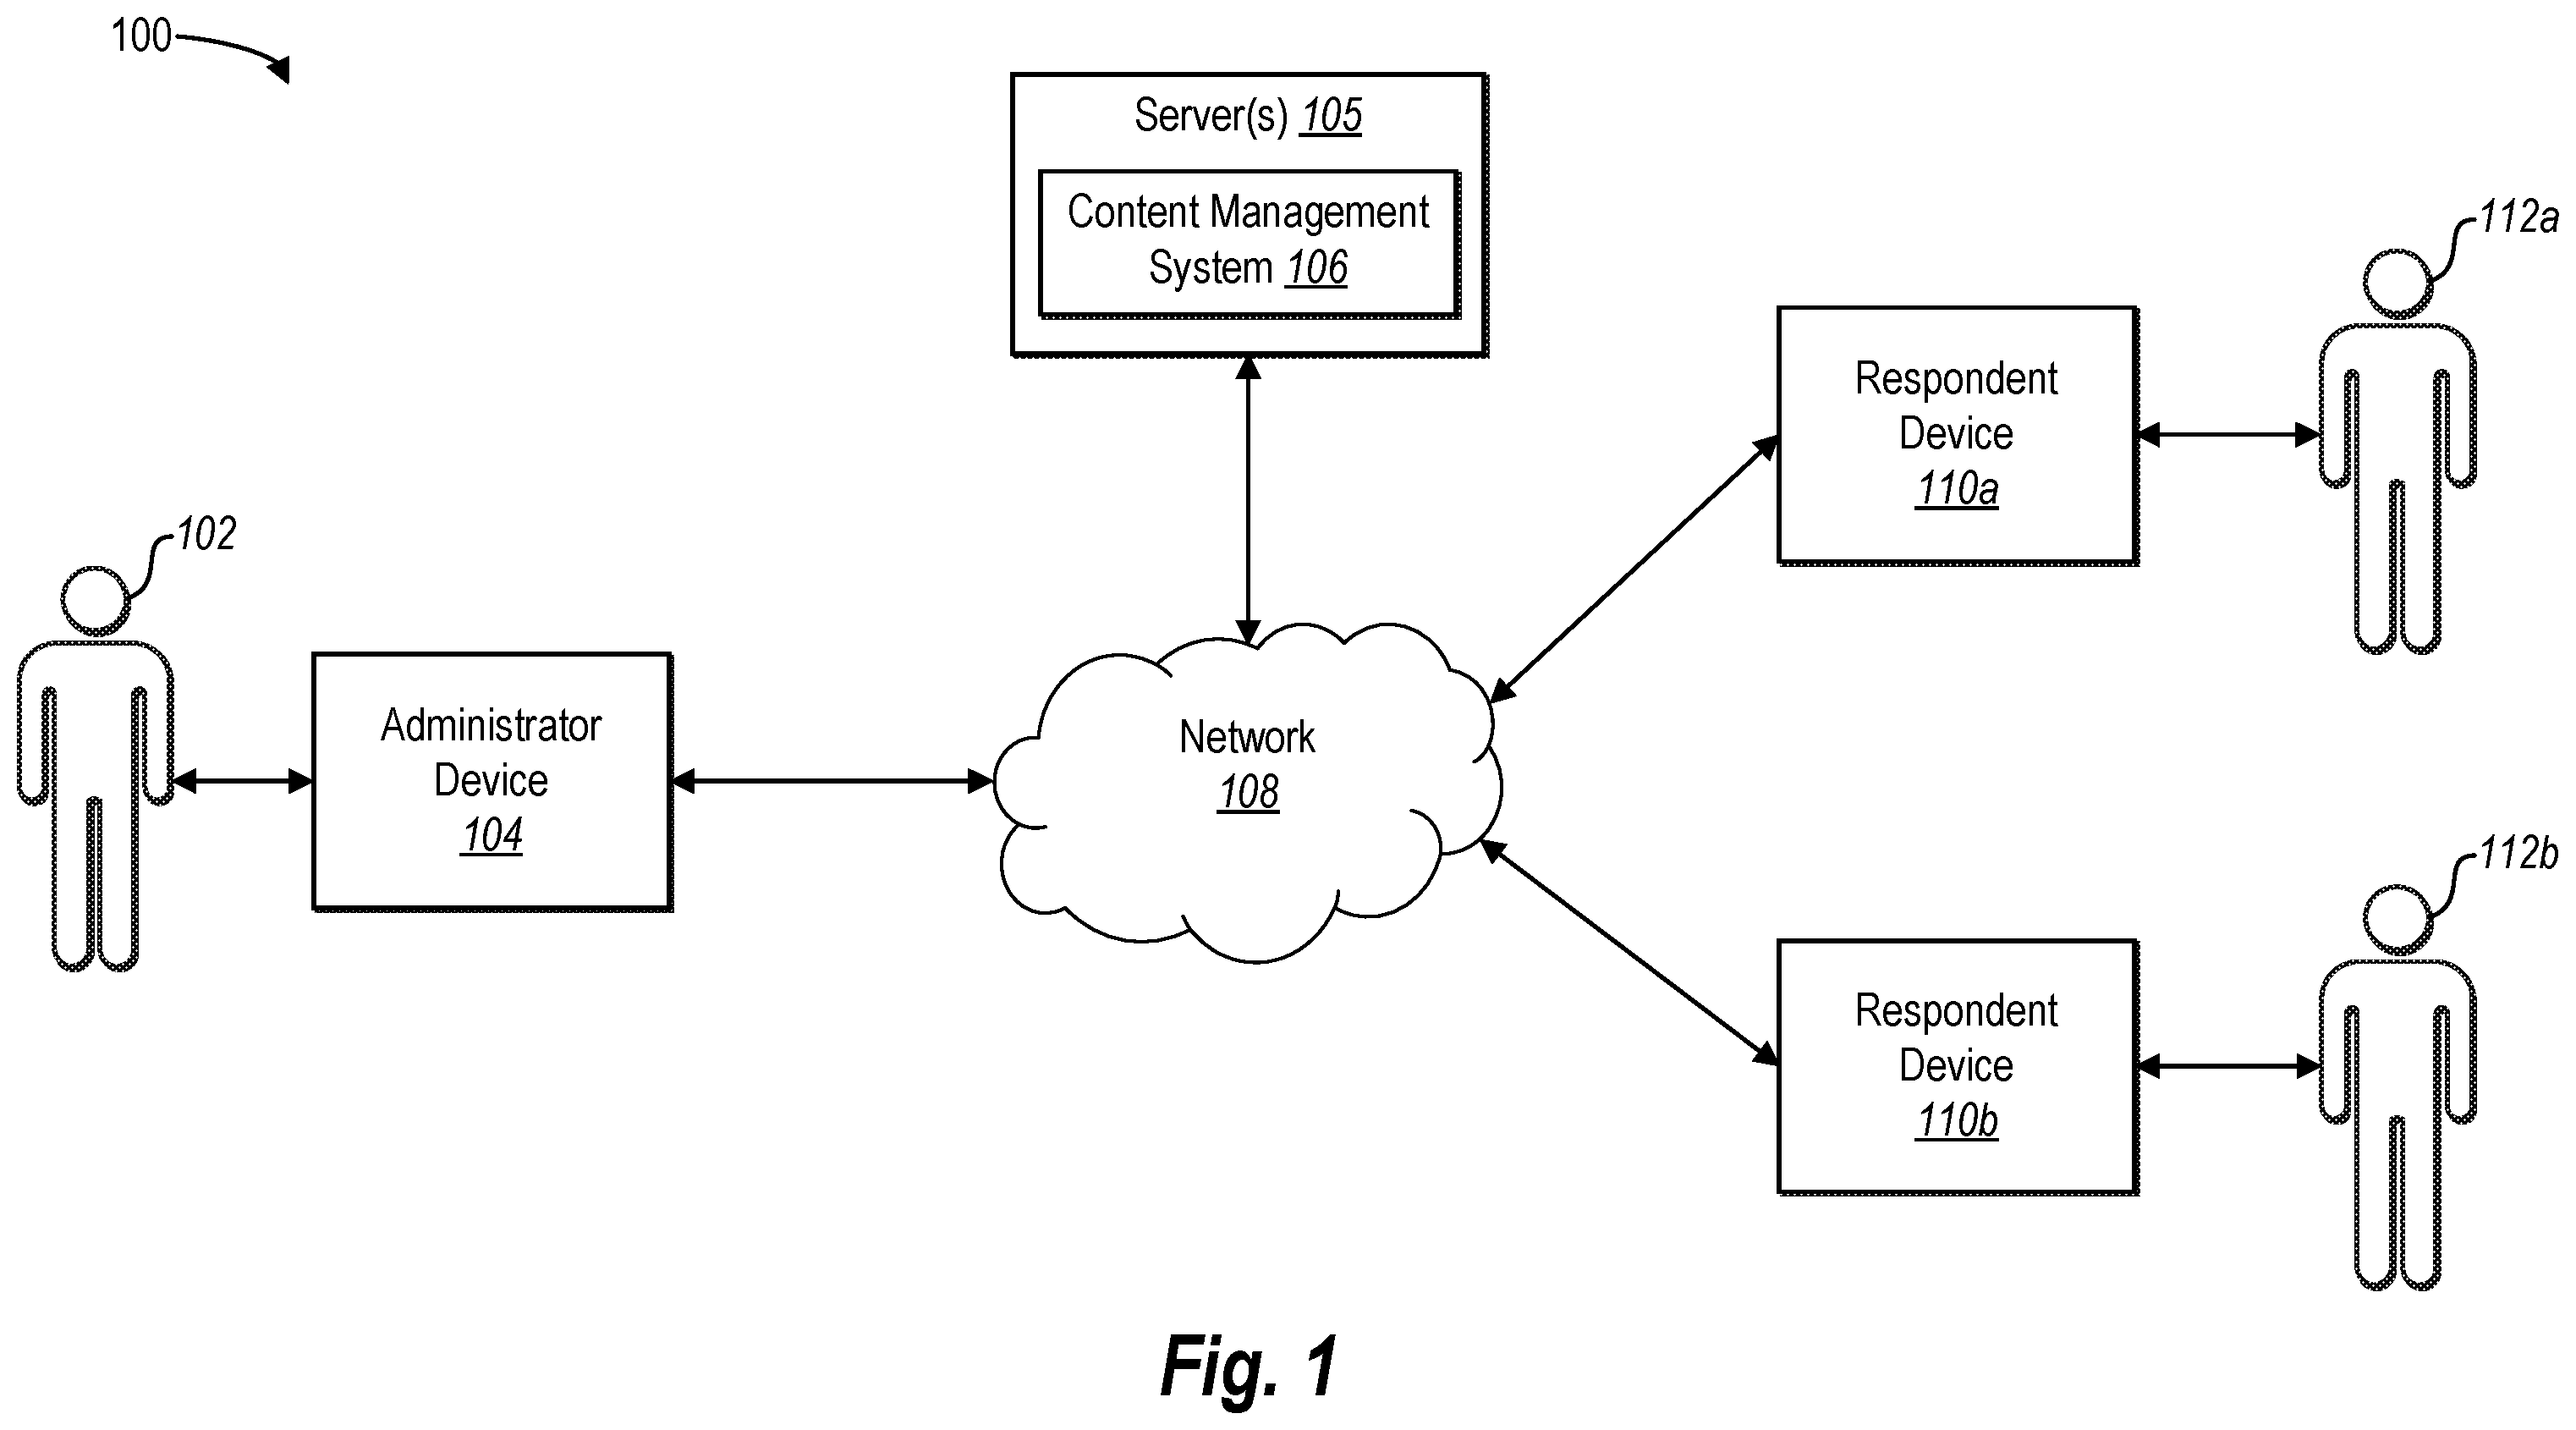 100
Server(s) 105
Content Management
System 106
112a
Respondent
Device
110a
102
Administrator
Device
104
Network
108
112b
Respondent
Device
110b
Fig. 1